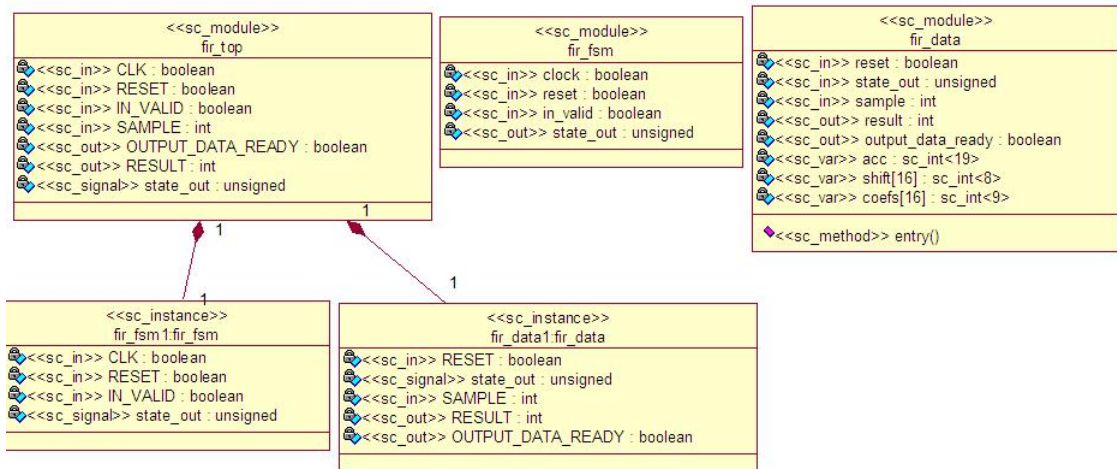 <<sc_module>>
fir_top
<<sc_in>> CLK : boolean
<<sc_in>> RESET : boolean
<<sc_in>> IN_VALID : boolean
<<sc_in>> SAMPLE : int
<<sc_out>> OUTPUT_DATA_READY : boolean
<<sc_out>> RESULT : int
<<sc_signal>> state_out : unsigned
<<sc_module>>
fir_fsm
<<sc_in>> clock : boolean
<<sc_in>> reset : boolean
<<sc_in>> in_valid : boolean
<<sc_out>> state_out : unsigned
<<sc_module>>
fir_data
<<sc_in>> reset : boolean
<<sc_in>> state_out : unsigned
<<sc_in>> sample : int
<<sc_out>> result : int
<<sc_out>> output_data_ready : boolean
<<sc_var>> acc : sc_int<19>
<<sc_var>> shift[16] : sc_int<8>
<<sc_var>> coefs[16] : sc_int<9>
<<sc_method>> entry()
1
1
1
1
<<sc_instance>>
fir_fsm1:fir_fsm
<<sc_in>> CLK : boolean
<<sc_in>> RESET : boolean
<<sc_in>> IN_VALID : boolean
<<sc_signal>> state_out : unsigned
<<sc_instance>>
fir_data1:fir_data
<<sc_in>> RESET : boolean
<<sc_signal>> state_out : unsigned
<<sc_in>> SAMPLE : int
<<sc_out>> RESULT : int
<<sc_out>> OUTPUT_DATA_READY : boolean